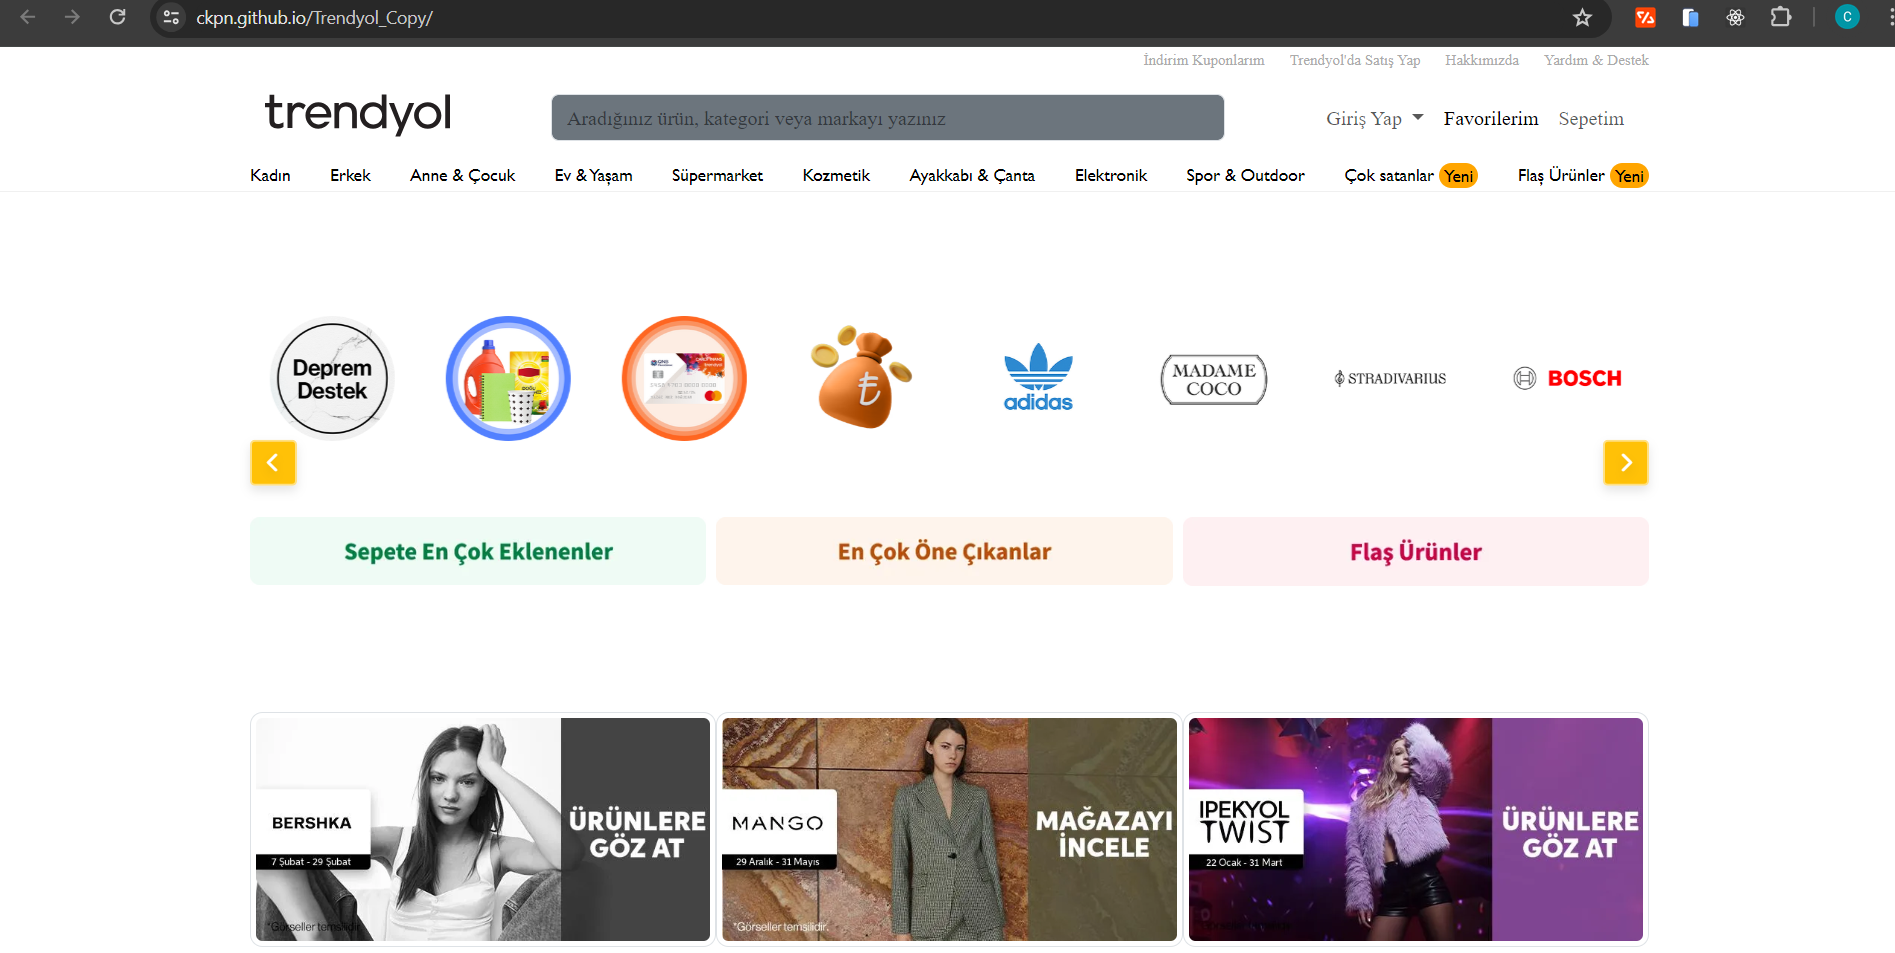 ckpn.github.io/Trendyol_Copy/
C
İndirim Kuponlarım Trendyol'da Satış Yap Hakkımızda Yardım & Destek
trendyol
Aradığınız ürün, kategori veya markayı yazınız
Giriş Yap Favorilerim Sepetim
Kadın Erkek Anne & Çocuk Ev & Yaşam Süpermarket Kozmetik Ayakkabı & Çanta Elektronik Spor & Outdoor Çok satanlar Yeni Flaş Ürünler Yeni
Deprem
Destek
₺
adidas
MADAME
COCO
STRADIVARIUS
BOSCH
Sepete En Çok Eklenenler
En Çok Öne Çıkanlar
Flaş Ürünler
BERSHKA
7 Şubat - 29 Şubat
ÜRÜNLERE
GÖZ AT
*Görseller temsilidir.
MANGO
29 Aralık - 31 Mayıs
MAĞAZAYI
İNCELE
*Görseller temsilidir.
IPEKYOL
TWIST
22 Ocak - 31 Mart
ÜRÜNLERE
GÖZ AT